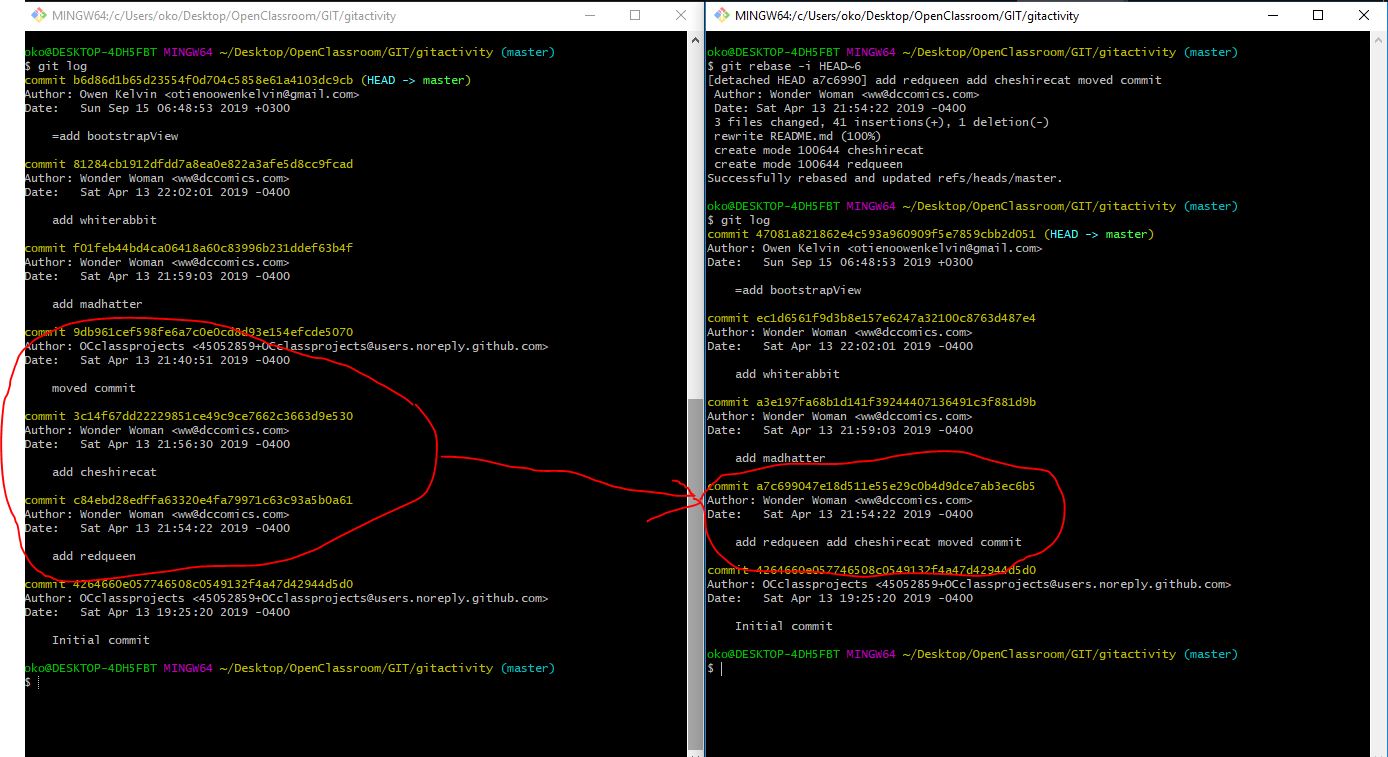 MINGW64:/c/Users/oko/Desktop/OpenClassroom/GIT/gitactivity
oko@DESKTOP-4DH5FBT MINGW64 ~/Desktop/OpenClassroom/GIT/gitactivity (master)
$ git log
commit b6d86d1b65d23554f0d704c5858e61a4103dc9cb (HEAD -> master)
Author: Owen Kelvin <otienoowenkelvin@gmail.com>
Date:   Sun Sep 15 06:48:53 2019 +0300
=add bootstrapView
commit 81284cb1912dfdd7a8ea0e822a3afe5d8cc9fcad
Author: Wonder Woman <ww@dccomics.com>
Date:   Sat Apr 13 22:02:01 2019 -0400
add whiterabbit
commit f01feb44bd4ca06418a60c83996b231ddef63b4f
Author: Wonder Woman <ww@dccomics.com>
Date:   Sat Apr 13 21:59:03 2019 -0400
add madhatter
commit 9db961cef598fe6a7c0e0cd8d93e154efcde5070
Author: OCclassprojects <45052859+OCclassprojects@users.noreply.github.com>
Date:   Sat Apr 13 21:40:51 2019 -0400
moved commit
commit 3c14f67dd22229851ce49c9ce7662c3663d9e530
Author: Wonder Woman <ww@dccomics.com>
Date:   Sat Apr 13 21:56:30 2019 -0400
add cheshirecat
commit c84ebd28edffa63320e4fa79971c63c93a5b0a61
Author: Wonder Woman <ww@dccomics.com>
Date:   Sat Apr 13 21:54:22 2019 -0400
add redqueen
commit 4264660e057746508c0549132f4a47d42944d5d0
Author: OCclassprojects <45052859+OCclassprojects@users.noreply.github.com>
Date:   Sat Apr 13 19:25:20 2019 -0400
Initial commit
oko@DESKTOP-4DH5FBT MINGW64 ~/Desktop/OpenClassroom/GIT/gitactivity (master)
$
MINGW64:/c/Users/oko/Desktop/OpenClassroom/GIT/gitactivity
oko@DESKTOP-4DH5FBT MINGW64 ~/Desktop/OpenClassroom/GIT/gitactivity (master)
$ git rebase -i HEAD~6
[detached HEAD a7c6990] add redqueen add cheshirecat moved commit
Author: Wonder Woman <ww@dccomics.com>
Date: Sat Apr 13 21:54:22 2019 -0400
3 files changed, 41 insertions(+), 1 deletion(-)
rewrite README.md (100%)
create mode 100644 cheshirecat
create mode 100644 redqueen
Successfully rebased and updated refs/heads/master.
oko@DESKTOP-4DH5FBT MINGW64 ~/Desktop/OpenClassroom/GIT/gitactivity (master)
$ git log
commit 47081a821862e4c593a960909f5e7859cbb2d051 (HEAD -> master)
Author: Owen Kelvin <otienoowenkelvin@gmail.com>
Date:   Sun Sep 15 06:48:53 2019 +0300
=add bootstrapView
commit ec1d6561f9d3b8e157e6247a32100c8763d487e4
Author: Wonder Woman <ww@dccomics.com>
Date:   Sat Apr 13 22:02:01 2019 -0400
add whiterabbit
commit a3e197fa68b1d141f39244407136491c3f881d9b
Author: Wonder Woman <ww@dccomics.com>
Date:   Sat Apr 13 21:59:03 2019 -0400
add madhatter
commit a7c699047e18d511e55e29c0b4d9dce7ab3ec6b5
Author: Wonder Woman <ww@dccomics.com>
Date:   Sat Apr 13 21:54:22 2019 -0400
add redqueen add cheshirecat moved commit
commit 4264660e057746508c0549132f4a47d42944d5d0
Author: OCclassprojects <45052859+OCclassprojects@users.noreply.github.com>
Date:   Sat Apr 13 19:25:20 2019 -0400
Initial commit
oko@DESKTOP-4DH5FBT MINGW64 ~/Desktop/OpenClassroom/GIT/gitactivity (master)
$